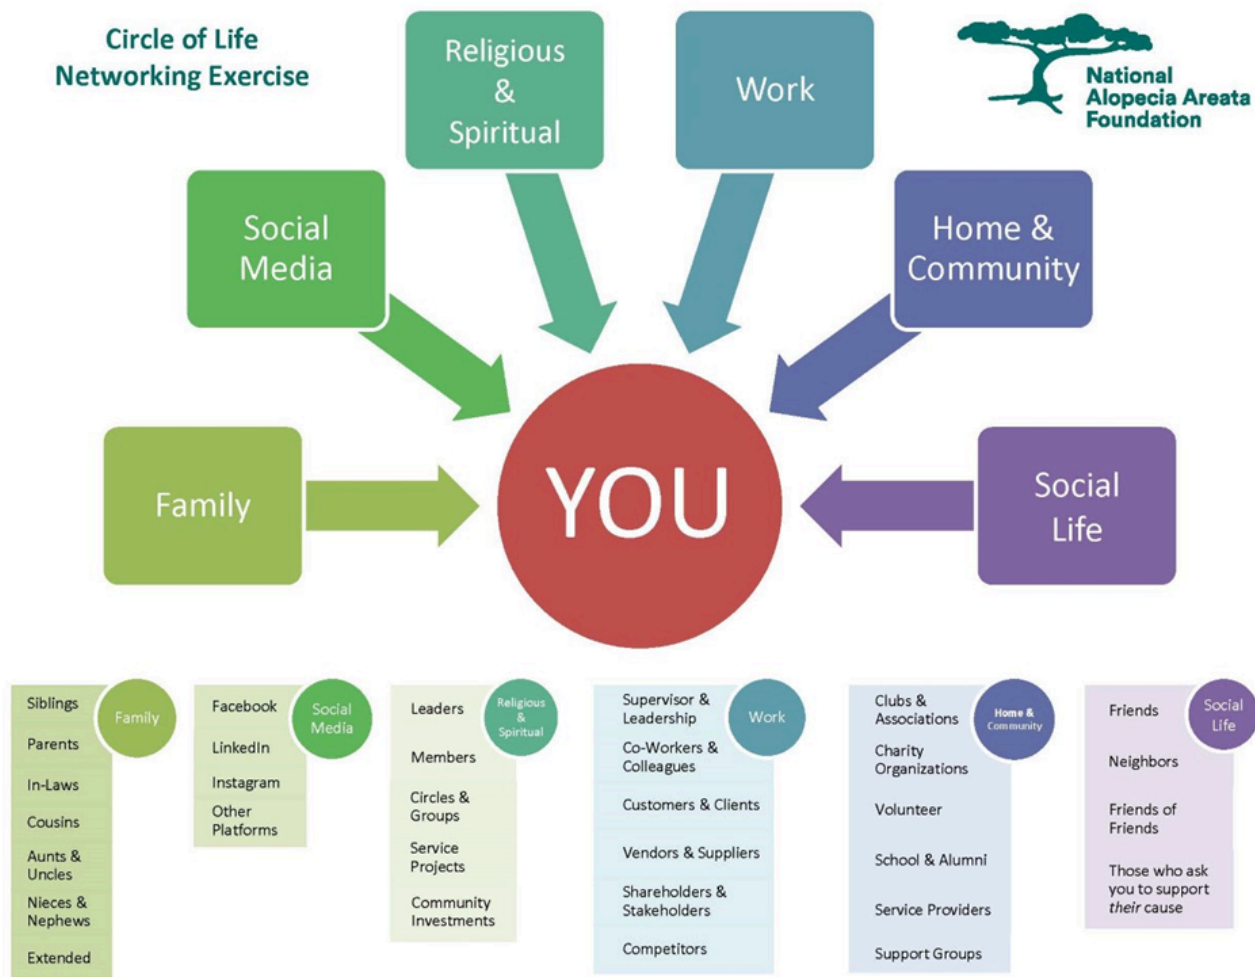 Circle of Life
Networking Exercise
National
Alopecia Areata
Foundation
Religious
&
Spiritual
Work
Social
Media
Home &
Community
Family
YOU
Social
Life
Family
Siblings
Parents
In-Laws
Cousins
Aunts &
Uncles
Nieces &
Nephews
Extended
Social
Media
Facebook
LinkedIn
Instagram
Other
Platforms
Religious
&
Spiritual
Leaders
Members
Circles &
Groups
Service
Projects
Community
Investments
Work
Supervisor &
Leadership
Co-Workers &
Colleagues
Customers & Clients
Vendors & Suppliers
Shareholders &
Stakeholders
Competitors
Home &
Community
Clubs &
Associations
Charity
Organizations
Volunteer
School & Alumni
Service Providers
Support Groups
Social
Life
Friends
Neighbors
Friends of
Friends
Those who ask
you to support
their cause